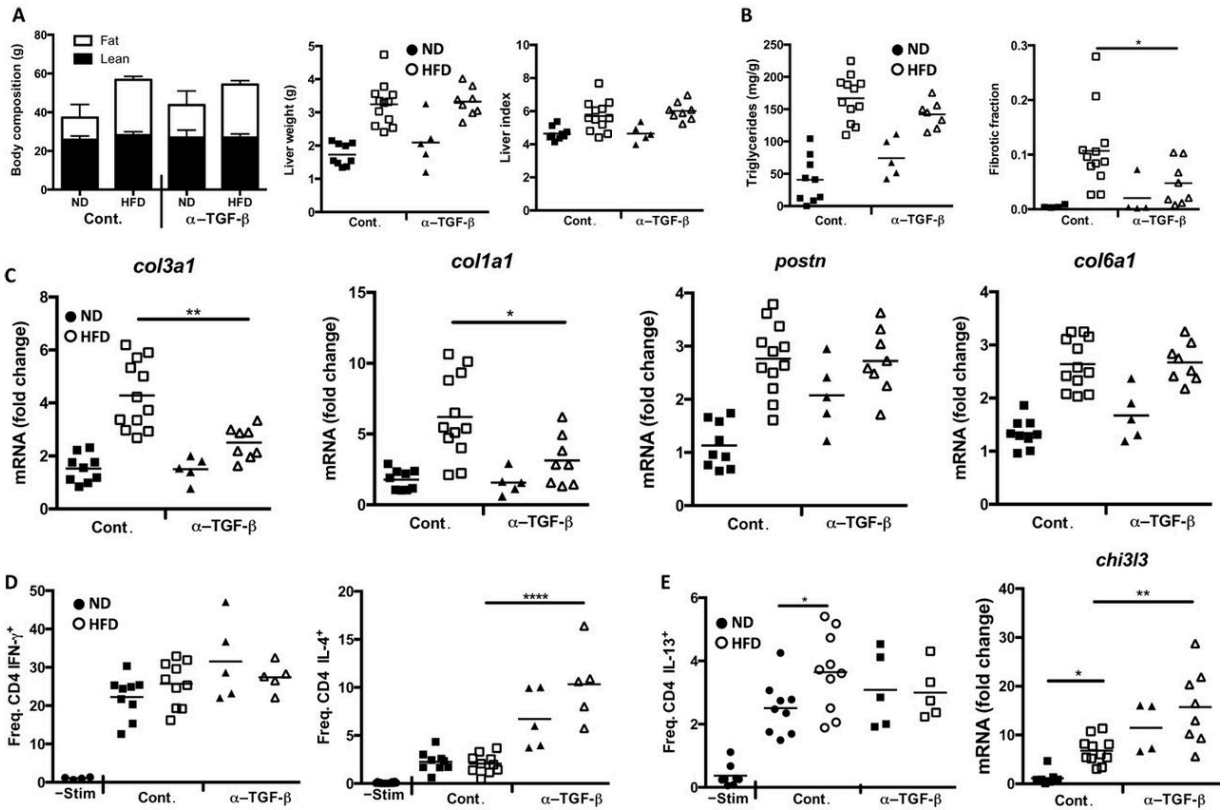 A
Body composition (g)
80
60
40
20
0
Fat
Lean
ND
HFD
ND
HFD
Cont.
α–TGF-β
Liver weight (g)
5
4
3
2
1
0
ND
HFD
Cont.
α–TGF-β
Liver index
10
8
6
4
2
0
Cont.
α–TGF-β
B
Triglycerides (mg/g)
250
200
150
100
50
0
Cont.
α–TGF-β
Fibrotic fraction
0.3
0.2
0.1
0.0
*
Cont.
α–TGF-β
C
col3a1
mRNA (fold change)
8
6
4
2
0
ND
HFD
**
Cont.
α–TGF-β
col1a1
mRNA (fold change)
15
10
5
0
*
Cont.
α–TGF-β
postn
mRNA (fold change)
4
3
2
1
0
Cont.
α–TGF-β
col6a1
mRNA (fold change)
4
3
2
1
0
Cont.
α–TGF-β
D
Freq. CD4 IFN-γ+
50
40
30
20
10
0
ND
HFD
–Stim
Cont.
α–TGF-β
Freq. CD4 IL-4+
20
15
10
5
0
****
–Stim
Cont.
α–TGF-β
E
Freq. CD4 IL-13+
6
4
2
0
ND
HFD
*
–Stim
Cont.
α–TGF-β
chi3l3
mRNA (fold change)
40
30
20
10
0
*
**
Cont.
α–TGF-β